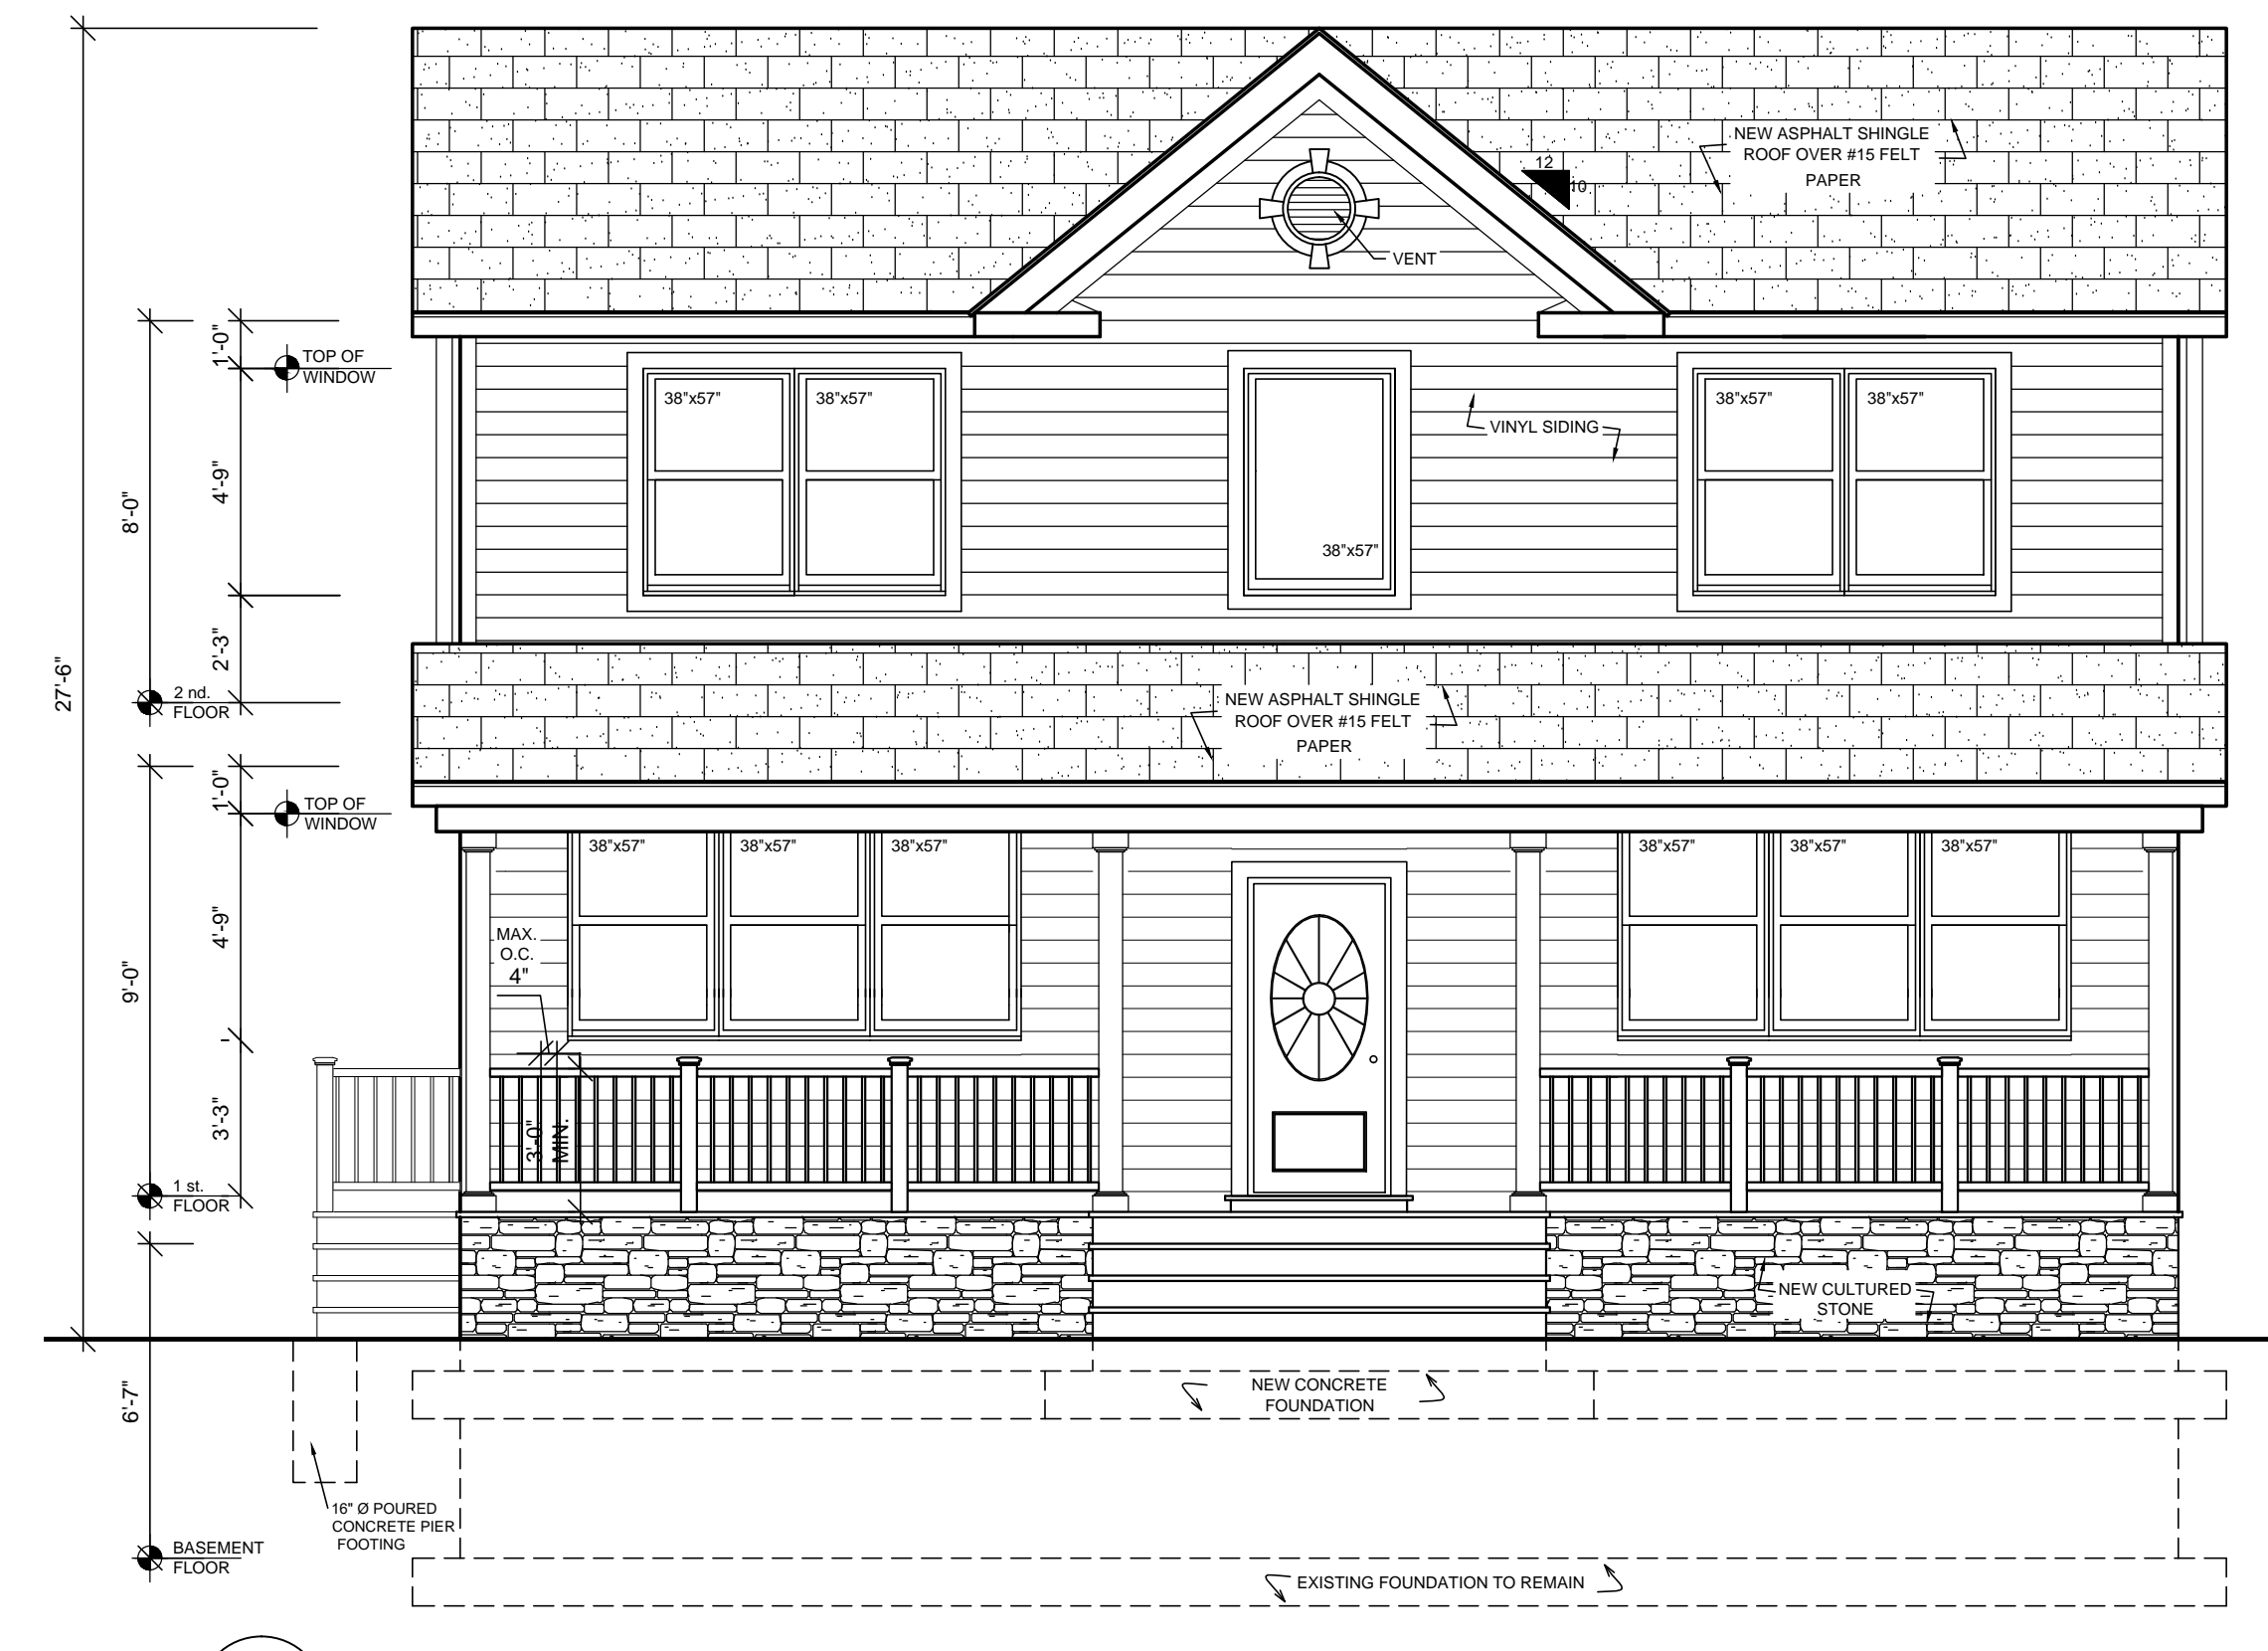 NEW ASPHALT SHINGLE
ROOF OVER #15 FELT
PAPER
12
10
VENT
1'-0"
TOP OF
WINDOW
38"x57"
38"x57"
38"x57"
38"x57"
VINYL SIDING
4'-9"
8'-0"
38"x57"
2'-3"
27'-6"
2 nd.
FLOOR
NEW ASPHALT SHINGLE
ROOF OVER #15 FELT
PAPER
1'-0"
TOP OF
WINDOW
38"x57"
38"x57"
38"x57"
38"x57"
38"x57"
38"x57"
4'-9"
MAX.
O.C.
4"
9'-0"
3'-3"
3'-0"
MIN.
1 st.
FLOOR
NEW CULTURED
STONE
6'-7"
NEW CONCRETE
FOUNDATION
16" Ø POURED
CONCRETE PIER
FOOTING
BASEMENT
FLOOR
EXISTING FOUNDATION TO REMAIN